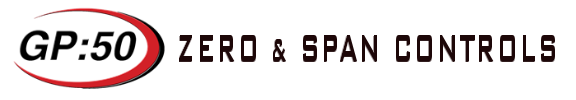 GP:50 ZERO & SPAN CONTROLS